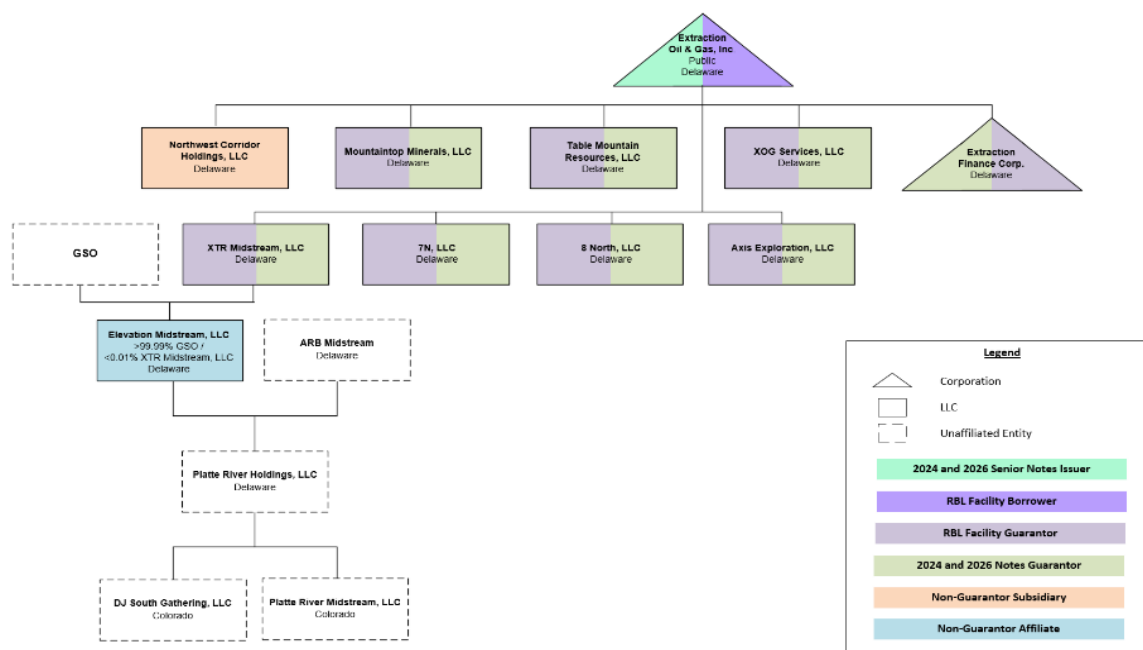 Extraction
Oil & Gas, Inc
Public
Delaware
Northwest Corridor
Holdings, LLC
Delaware
Mountaintop Minerals, LLC
Delaware
Table Mountain
Resources, LLC
Delaware
XOG Services, LLC
Delaware
Extraction
Finance Corp.
Delaware
GSO
XTR Midstream, LLC
Delaware
7N, LLC
Delaware
8 North, LLC
Delaware
Axis Exploration, LLC
Delaware
Elevation Midstream, LLC
>99.99% GSO /
<0.01% XTR Midstream, LLC
Delaware
ARB Midstream
Delaware
Platte River Holdings, LLC
Delaware
DJ South Gathering, LLC
Colorado
Platte River Midstream, LLC
Colorado
Legend
Corporation
LLC
Unaffiliated Entity
2024 and 2026 Senior Notes Issuer
RBL Facility Borrower
RBL Facility Guarantor
2024 and 2026 Notes Guarantor
Non-Guarantor Subsidiary
Non-Guarantor Affiliate